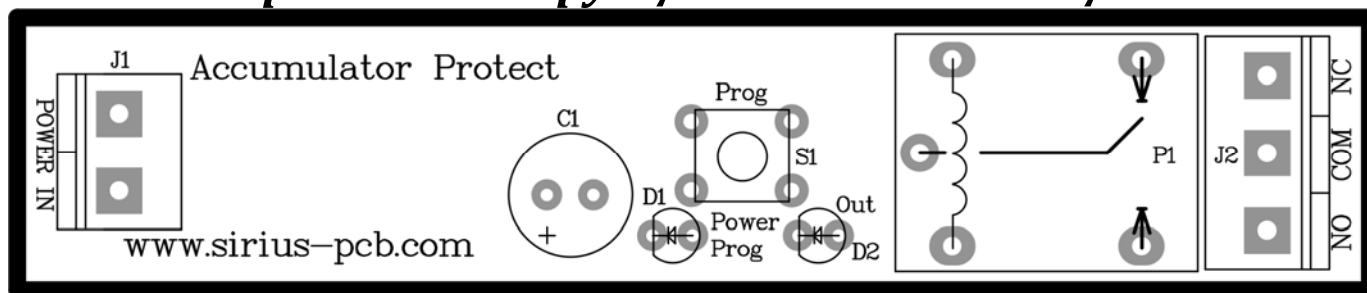 J1
Accumulator Protect
POWER IN
www.sirius-pcb.com
C1
+
Prog
S1
D1
Power
Prog
Out
D2
P1
J2
NC
COM
NO